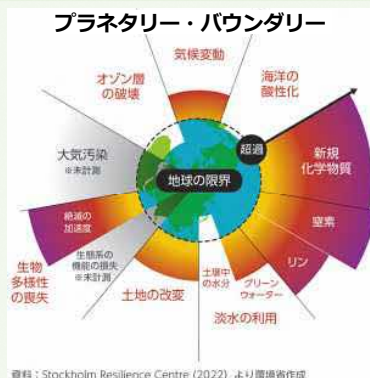 プラネタリー・バウンダリー
気候変動
オゾン層
の破壊
海洋の
酸性化
超過
大気汚染
※未計測
新規
化学物質
地球の限界
絶滅の
加速度
窒素
生物
多様性
の喪失
生態系の
機能の損失
※未計測
リン
土地の改変
土壌中
の水分
グリーン
ウォーター
淡水の利用
資料：Stockholm Resilience Centre (2022) より環境省作成